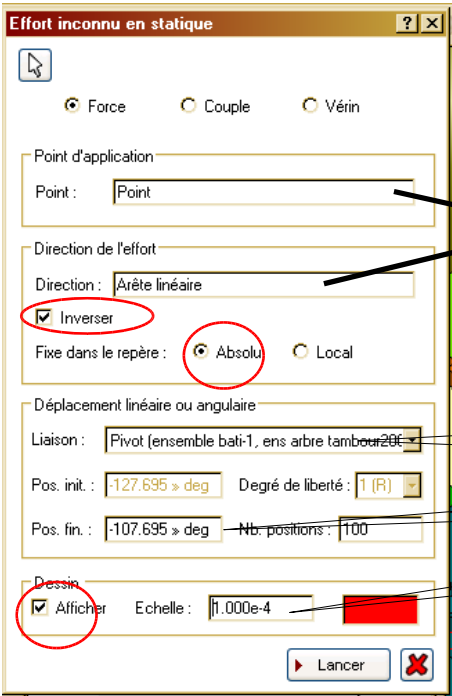 Effort inconnu en statique
Force Couple Vérin
Point d'application
Point : Point
Direction de l'effort
Direction : Arête linéaire
Inverser
Fixe dans le repère : Absolu Local
Déplacement linéaire ou angulaire
Liaison : Pivot (ensemble bati-1, ens arbre tambour200
Pos. init. : -127.695 » deg Degré de liberté : 1 (R)
Pos. fin. : -107.695 » deg Nb. positions : 100
Dessin
Afficher Echelle : 1.000e-4
Lancer